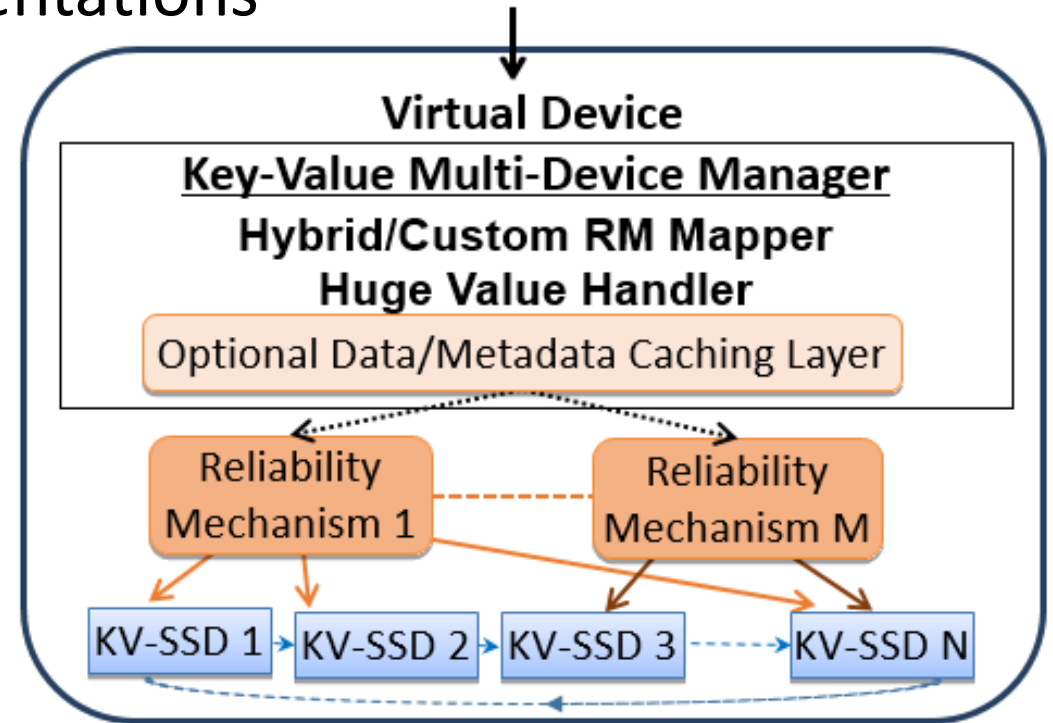 entations
Virtual Device
Key-Value Multi-Device Manager
Hybrid/Custom RM Mapper
Huge Value Handler
Optional Data/Metadata Caching Layer
Reliability
Mechanism 1
Reliability
Mechanism M
KV-SSD 1
KV-SSD 2
KV-SSD 3
KV-SSD N